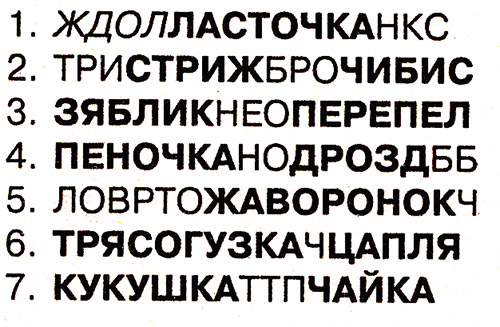 1. ЖДОЛЛАСТОЧКАНКС
2. ТРИСТРИЖБРОЧИБИС
3. ЗЯБЛИКНЕОПЕРЕПЕЛ
4. ПЕНОЧКАНОДРОЗДББ
5. ЛОВРТОЖАВОРОНОКЧ
6. ТРЯСОГУЗКАЧЦАПЛЯ
7. КУКУШКАТТПЧАЙКА